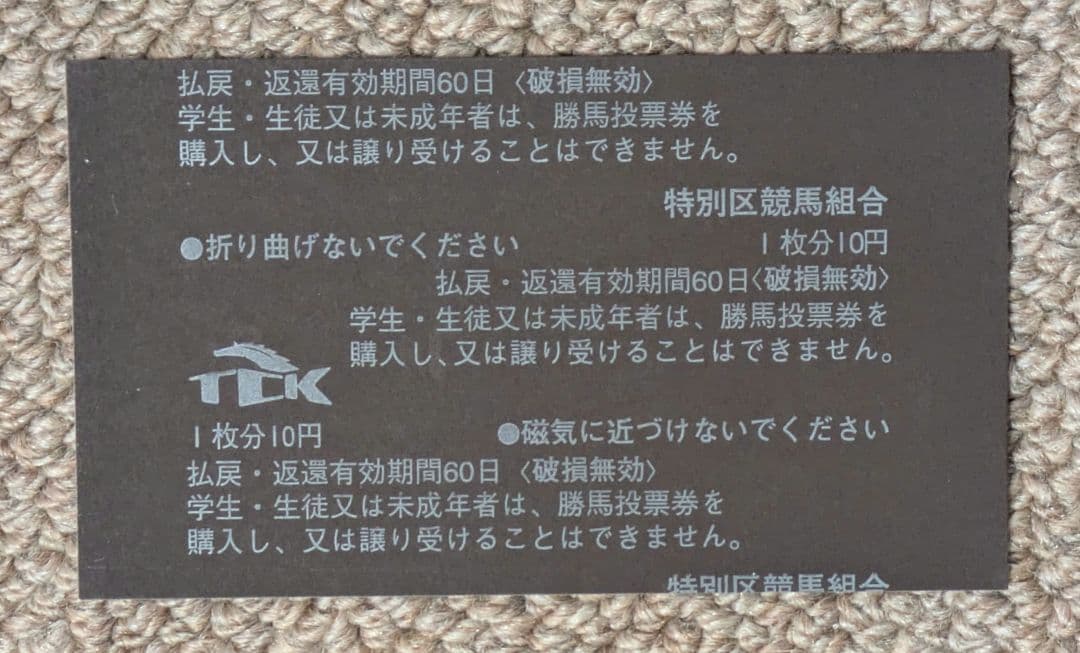 払戻・返還有効期間60日〈破損無効〉
学生・生徒又は未成年者は、勝馬投票券を
購入し、又は譲り受けることはできません。
特別区競馬組合
●折り曲げないでください 1枚分10円
払戻・返還有効期間60日〈破損無効〉
学生・生徒又は未成年者は、勝馬投票券を
購入し、又は譲り受けることはできません。
TCK
1枚分10円 ●磁気に近づけないでください
払戻・返還有効期間60日〈破損無効〉
学生・生徒又は未成年者は、勝馬投票券を
購入し、又は譲り受けることはできません。
特別区競馬組合